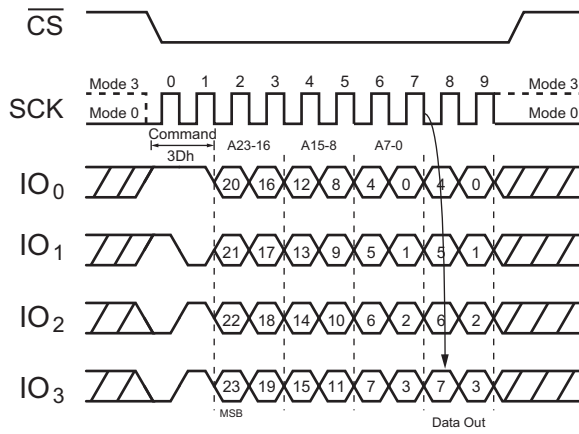 CS
Mode 3 0 1 2 3 4 5 6 7 8 9 Mode 3
SCK
Mode 0 Mode 0
Command A23-16 A15-8 A7-0
3Dh
IO0 20 16 12 8 4 0 4 0
IO1 21 17 13 9 5 1 5 1
IO2 22 18 14 10 6 2 6 2
IO3 23 19 15 11 7 3 7 3
MSB Data Out